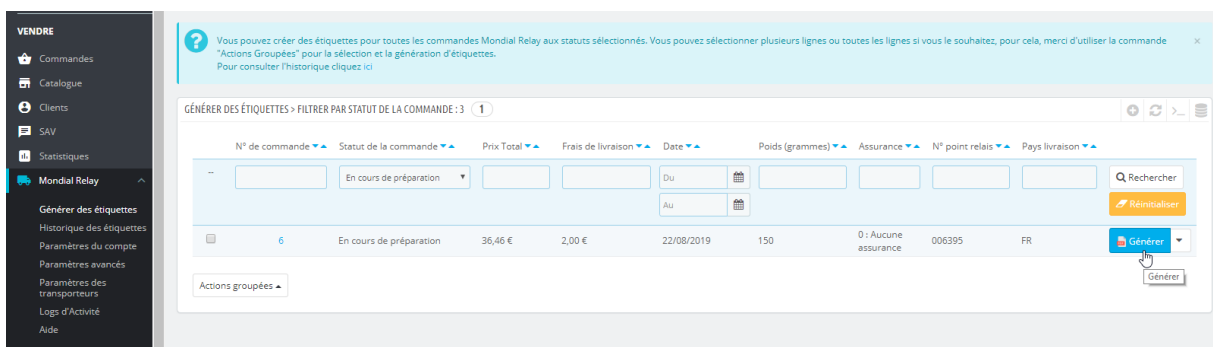 VENDRE
Commandes
Catalogue
Clients
SAV
Statistiques
Mondial Relay
Générer des étiquettes
Historique des étiquettes
Paramètres du compte
Paramètres avancés
Paramètres des
transporteurs
Logs d'Activité
Aide
Vous pouvez créer des étiquettes pour toutes les commandes Mondial Relay aux statuts sélectionnés. Vous pouvez sélectionner plusieurs lignes ou toutes les lignes si vous le souhaitez, pour cela, merci d'utiliser la commande
"Actions Groupées" pour la sélection et la génération d'étiquettes.
Pour consulter l'historique cliquez ici
GÉNÉRER DES ÉTIQUETTES > FILTRER PAR STATUT DE LA COMMANDE : 3 1
N° de commande Statut de la commande Prix Total Frais de livraison Date Poids (grammes) Assurance N° point relais Pays livraison
-- En cours de préparation Du Rechercher
Au Réinitialiser
6 En cours de préparation 36,46 € 2,00 € 22/08/2019 150 0 : Aucune assurance 006395 FR Générer
Générer
Actions groupées